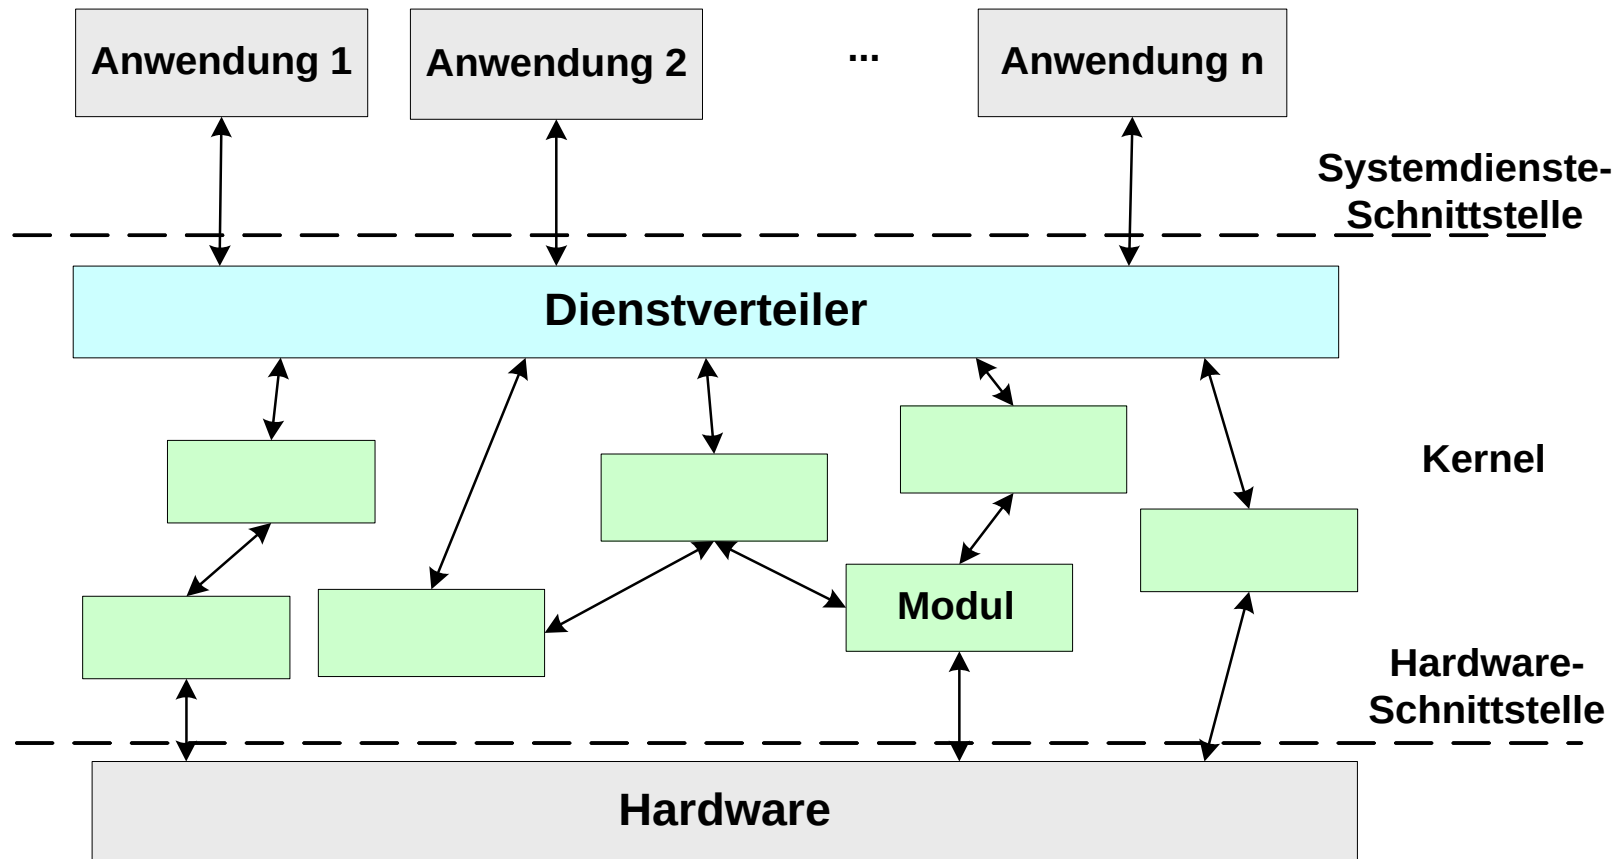 Anwendung 1
Anwendung 2
...
Anwendung n
Systemdienste-
Schnittstelle
Dienstverteiler
Kernel
Modul
Hardware-
Schnittstelle
Hardware